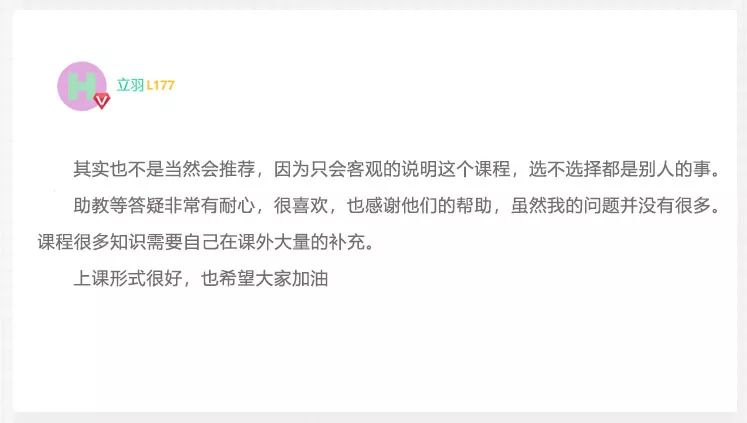 H
立羽 L177
其实也不是当然会推荐，因为只会客观的说明这个课程，选不选择都是别人的事。
助教等答疑非常有耐心，很喜欢，也感谢他们的帮助，虽然我的问题并没有很多。
课程很多知识需要自己在课外大量的补充。
上课形式很好，也希望大家加油